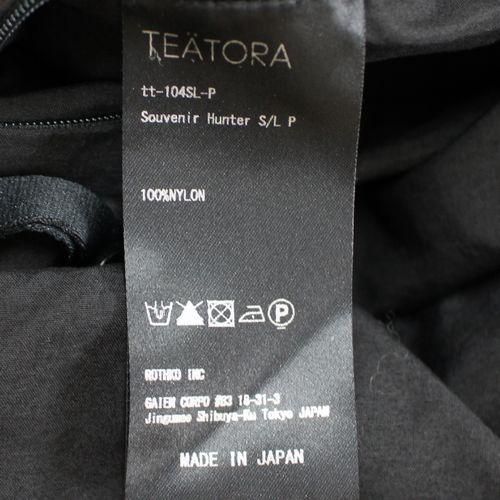 TEÄTORA
tt-104SL-P
Souvenir Hunter S/L P
100%NYLON
P
ROTHKO INC
GAIEN CORPO #83 18-31-3
Jingumae Shibuya-Ku Tokyo JAPAN
MADE IN JAPAN